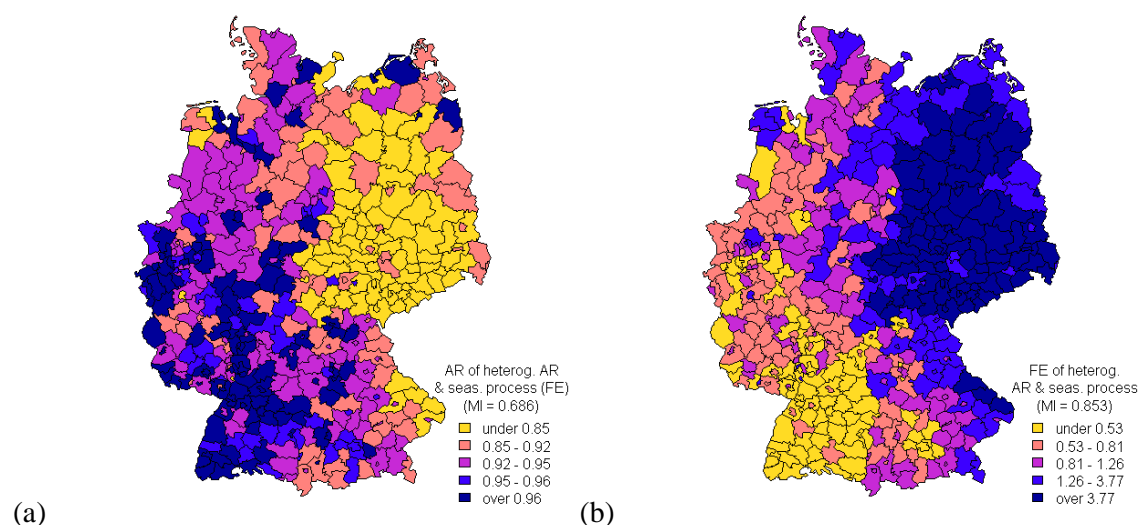 AR of heterog. AR
& seas. process (FE)
(MI = 0.686)
under 0.85
0.85 - 0.92
0.92 - 0.95
0.95 - 0.96
over 0.96
(a)
FE of heterog.
AR & seas. process
(MI = 0.853)
under 0.53
0.53 - 0.81
0.81 - 1.26
1.26 - 3.77
over 3.77
(b)